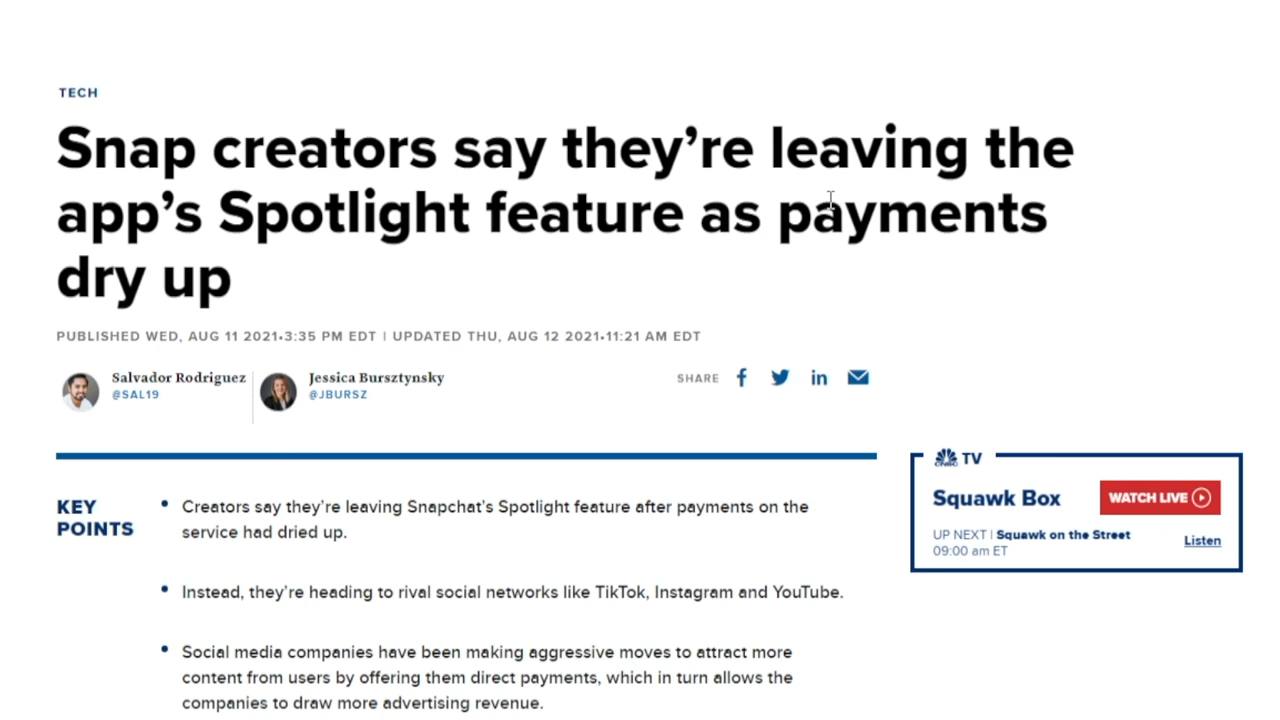 TECH
Snap creators say they're leaving the
app's Spotlight feature as payments
dry up
PUBLISHED WED, AUG 11 2021•3:35 PM EDT | UPDATED THU, AUG 12 2021•11:21 AM EDT
Salvador Rodriguez
@SAL19
Jessica Bursztynsky
@JBURSZ
SHARE
KEY
POINTS
• Creators say they're leaving Snapchat's Spotlight feature after payments on the
service had dried up.
• Instead, they're heading to rival social networks like TikTok, Instagram and YouTube.
• Social media companies have been making aggressive moves to attract more
content from users by offering them direct payments, which in turn allows the
companies to draw more advertising revenue.
CNBC TV
Squawk Box
WATCH LIVE
UP NEXT | Squawk on the Street
09:00 am ET
Listen